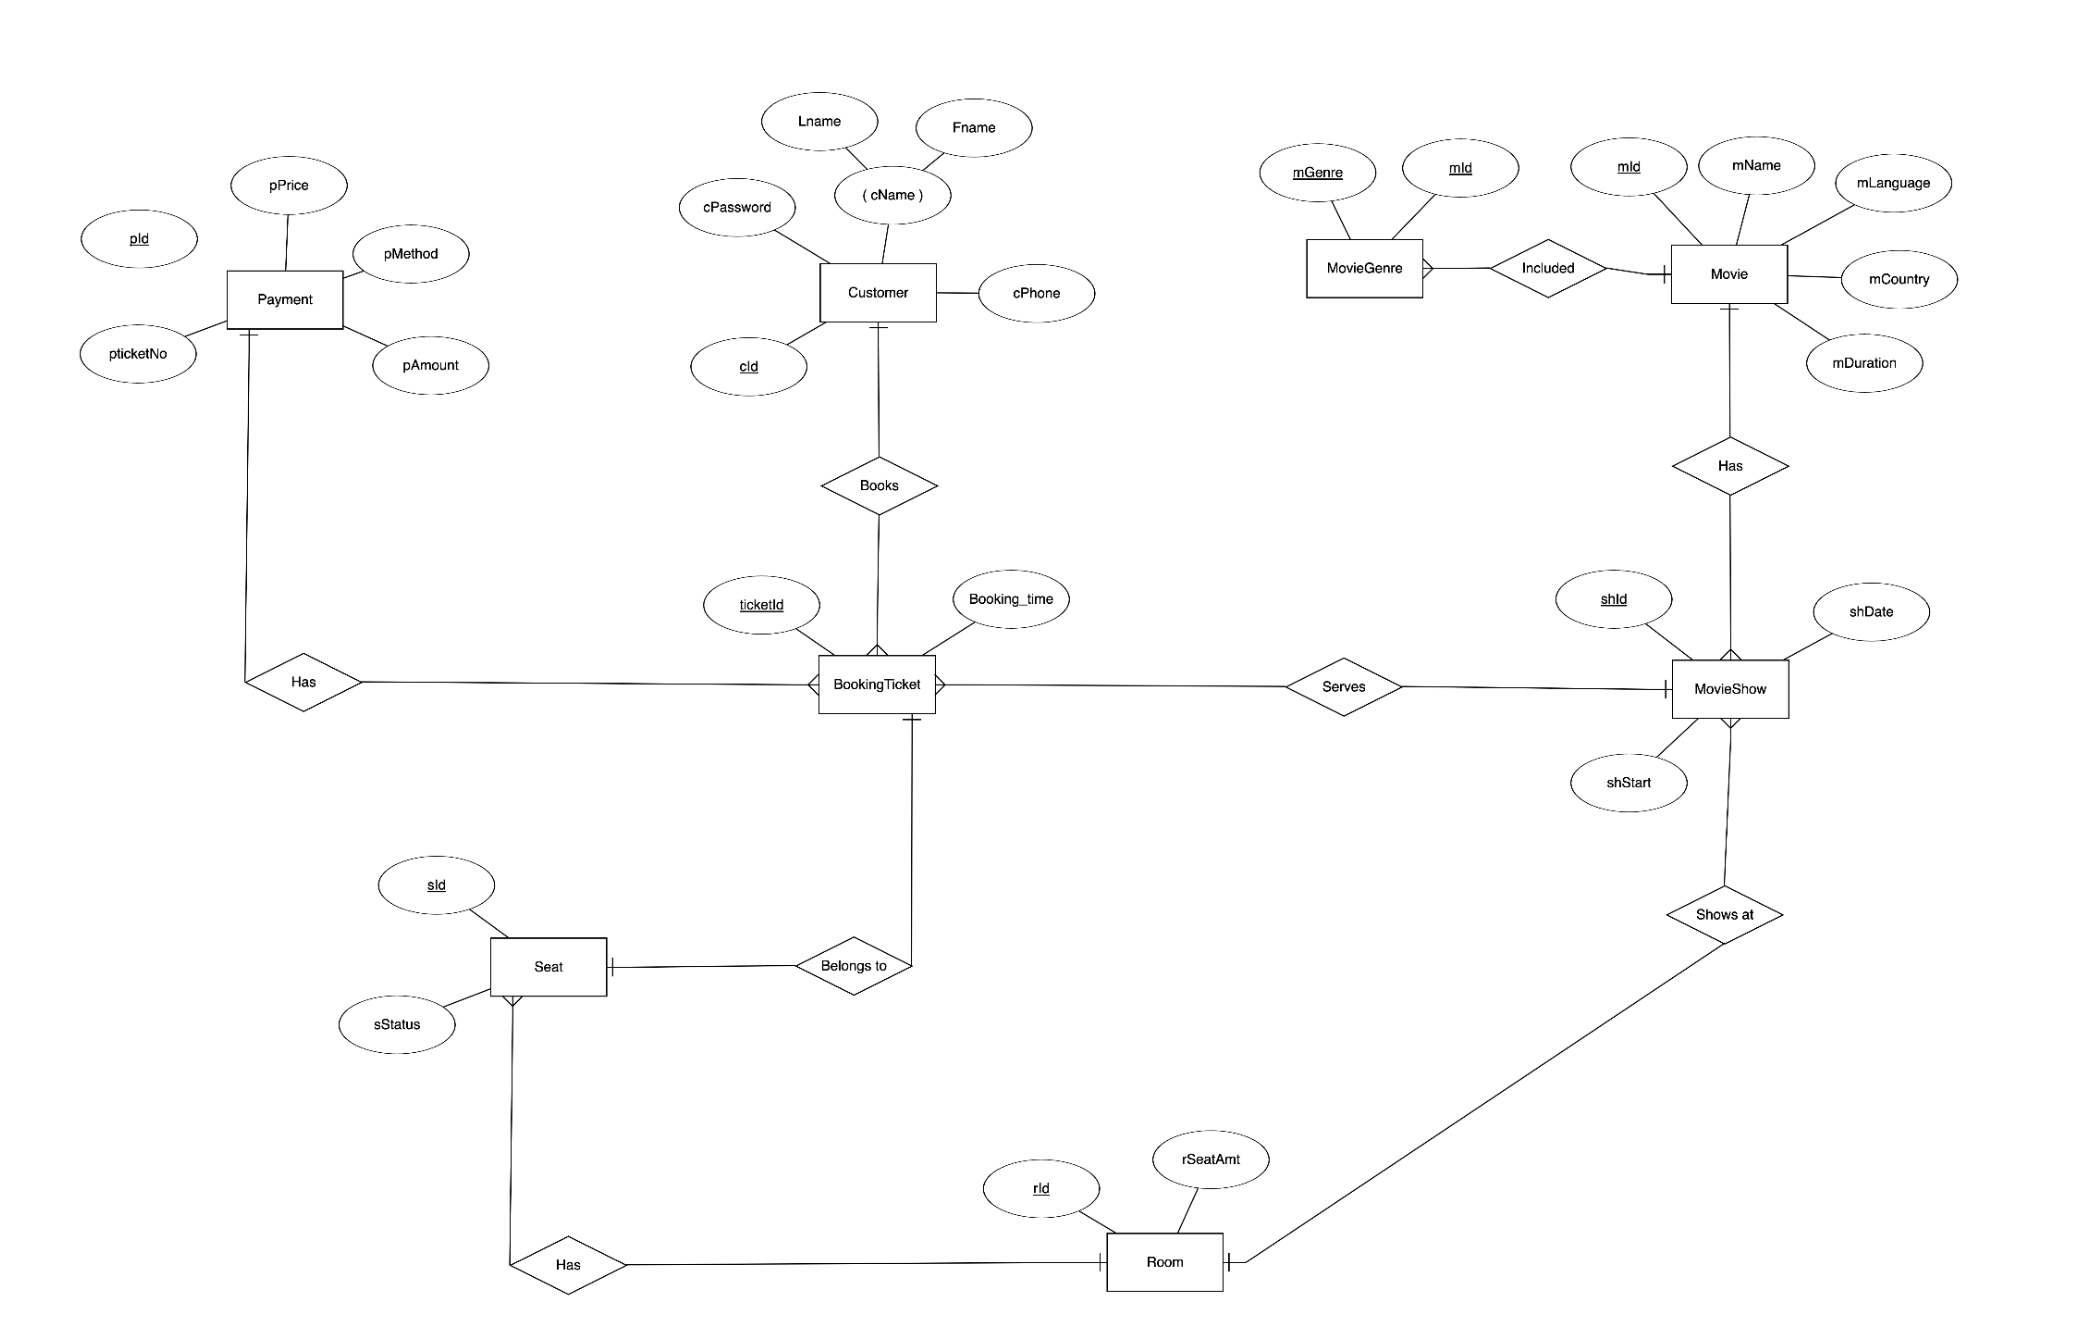 Lname
Fname
pPrice
cPassword
( cName )
mGenre
mId
mId
mName
mLanguage
pId
pMethod
Payment
Customer
cPhone
MovieGenre
Included
Movie
mCountry
pticketNo
pAmount
cId
mDuration
Has
Books
ticketId
Booking_time
shId
shDate
Has
BookingTicket
Serves
MovieShow
shStart
sId
Shows at
Seat
Belongs to
sStatus
rSeatAmt
rId
Has
Room